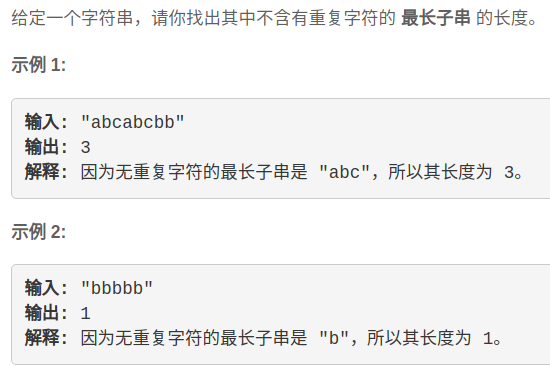 给定一个字符串，请你找出其中不含有重复字符的 最长子串 的长度。
示例 1:
输入: "abcabcbb"
输出: 3
解释: 因为无重复字符的最长子串是 "abc"，所以其长度为 3。
示例 2:
输入: "bbbbb"
输出: 1
解释: 因为无重复字符的最长子串是 "b"，所以其长度为 1。